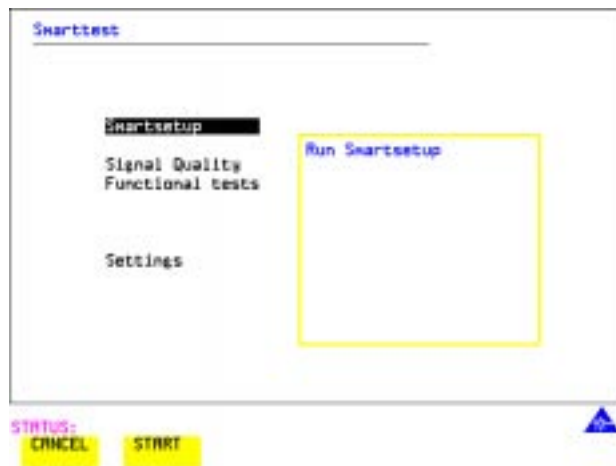 Smarttest
Smartsetup
Run Smartsetup
Signal Quality
Functional tests
Settings
STATUS:
CANCEL
START